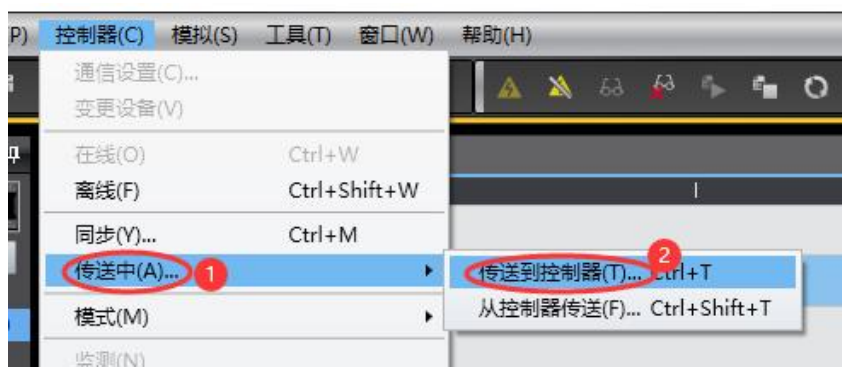 P) 控制器(C) 模拟(S) 工具(T) 窗口(W) 帮助(H)
通信设置(C)...
变更设备(V)
在线(O) Ctrl+W
离线(F) Ctrl+Shift+W
同步(Y)... Ctrl+M
传送中(A)... 1
传送到控制器(T)... 2 Ctrl+T
从控制器传送(F)... Ctrl+Shift+T
模式(M)
监测(N)